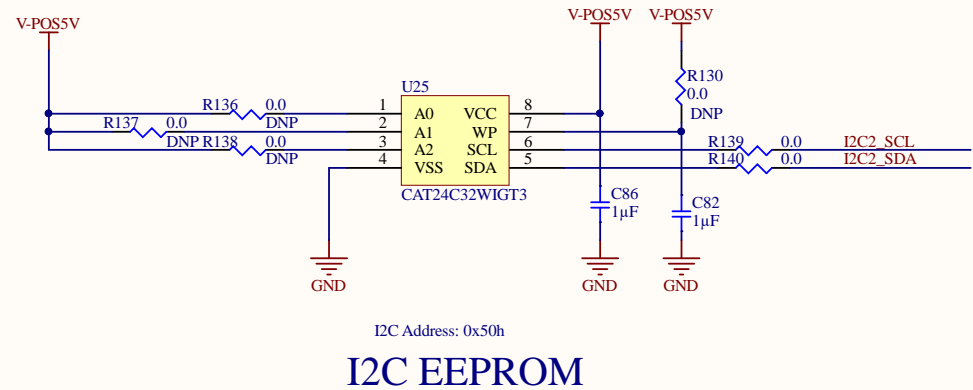 V-POS5V
V-POS5V
V-POS5V
R130
0.0
DNP
U25
R136
0.0
DNP
R137
0.0
DNP
R138
0.0
DNP
1
2
3
4
A0
A1
A2
VSS
VCC
WP
SCL
SDA
8
7
6
5
CAT24C32WIGT3
R139
0.0
I2C2_SCL
R140
0.0
I2C2_SDA
C86
1µF
C82
1µF
GND
GND
GND
I2C Address: 0x50h
I2C EEPROM